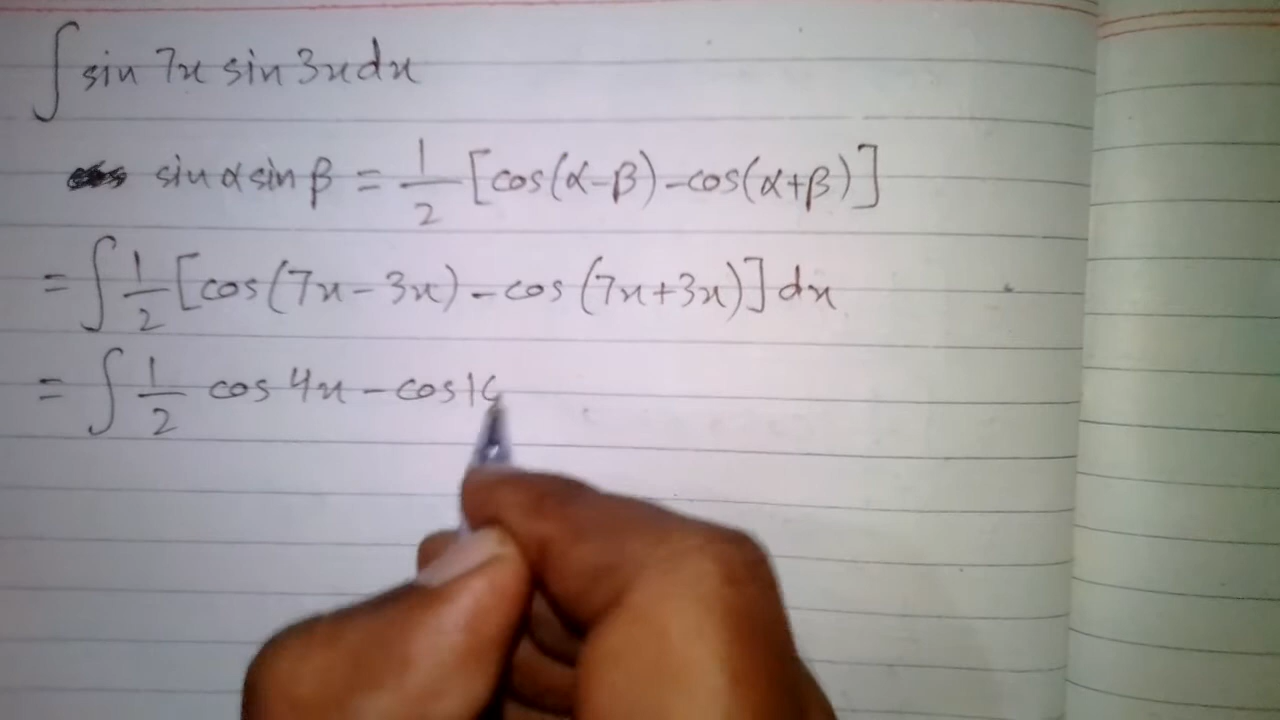 ∫ sin 7x sin 3x dx
sin α sin β = 1/2 [cos(α-β) - cos(α+β)]
= ∫ 1/2 [cos(7x - 3x) - cos(7x+3x)] dx
= ∫ 1/2 cos 4x - cos 1